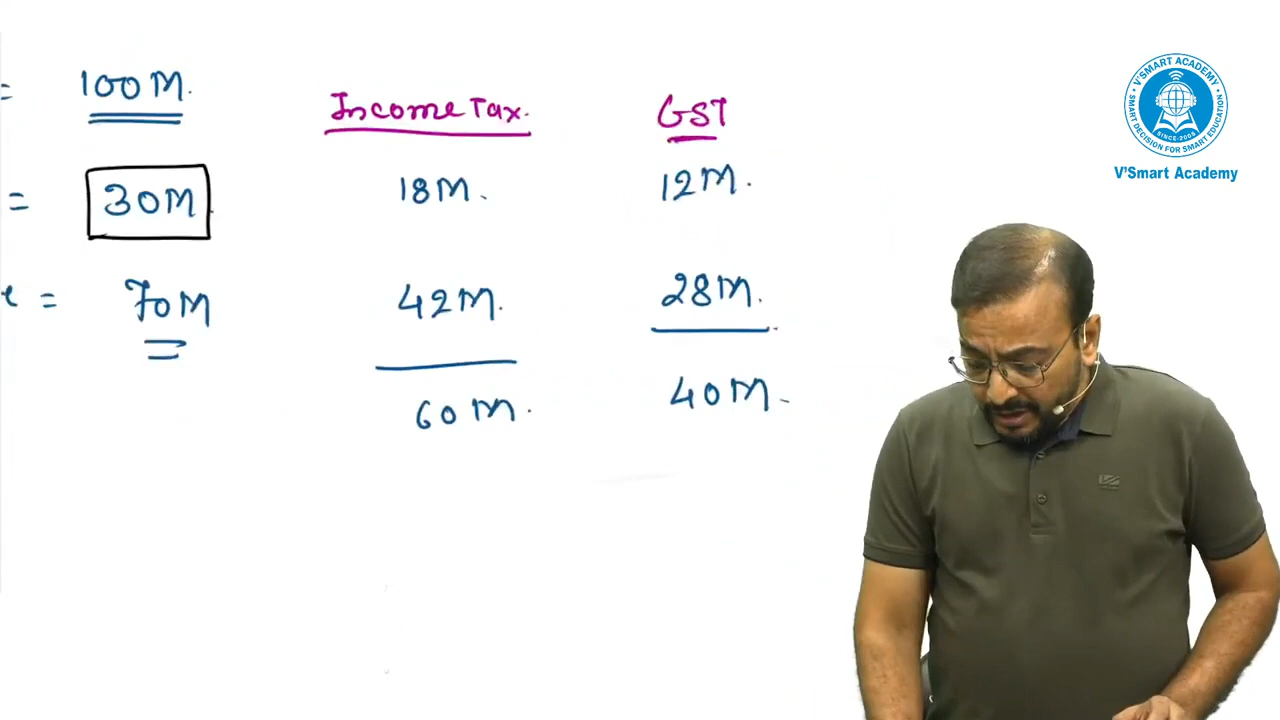 = 100M.
Income Tax. GST
= 30M 18M. 12M.
= 70M 42M. 28M.
60M. 40M.
V'SMART ACADEMY
SMART DECISION FOR SMART EDUCATION
SINCE-2006
V'Smart Academy